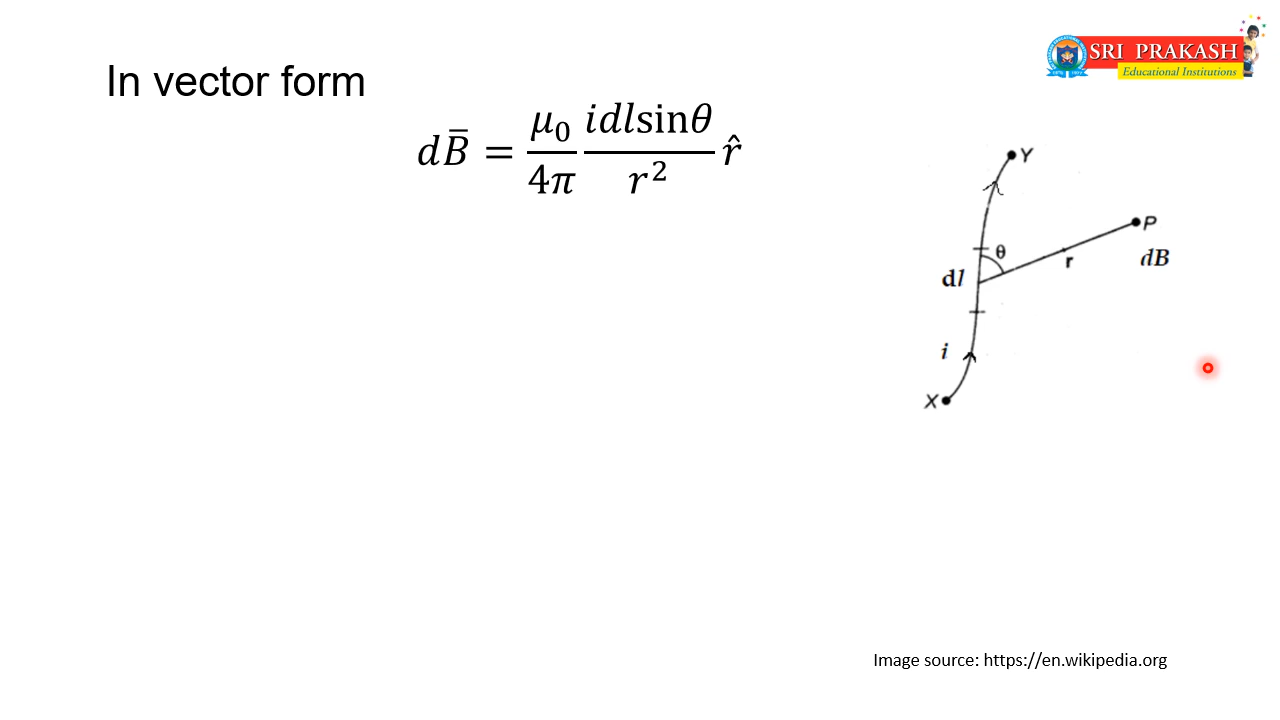 SRI PRAKASH
Educational Institutions
In vector form
dB̄ = μ₀/4π idlsinθ/r² r̂
Y
P
θ
r
dB
dl
i
X
Image source: https://en.wikipedia.org